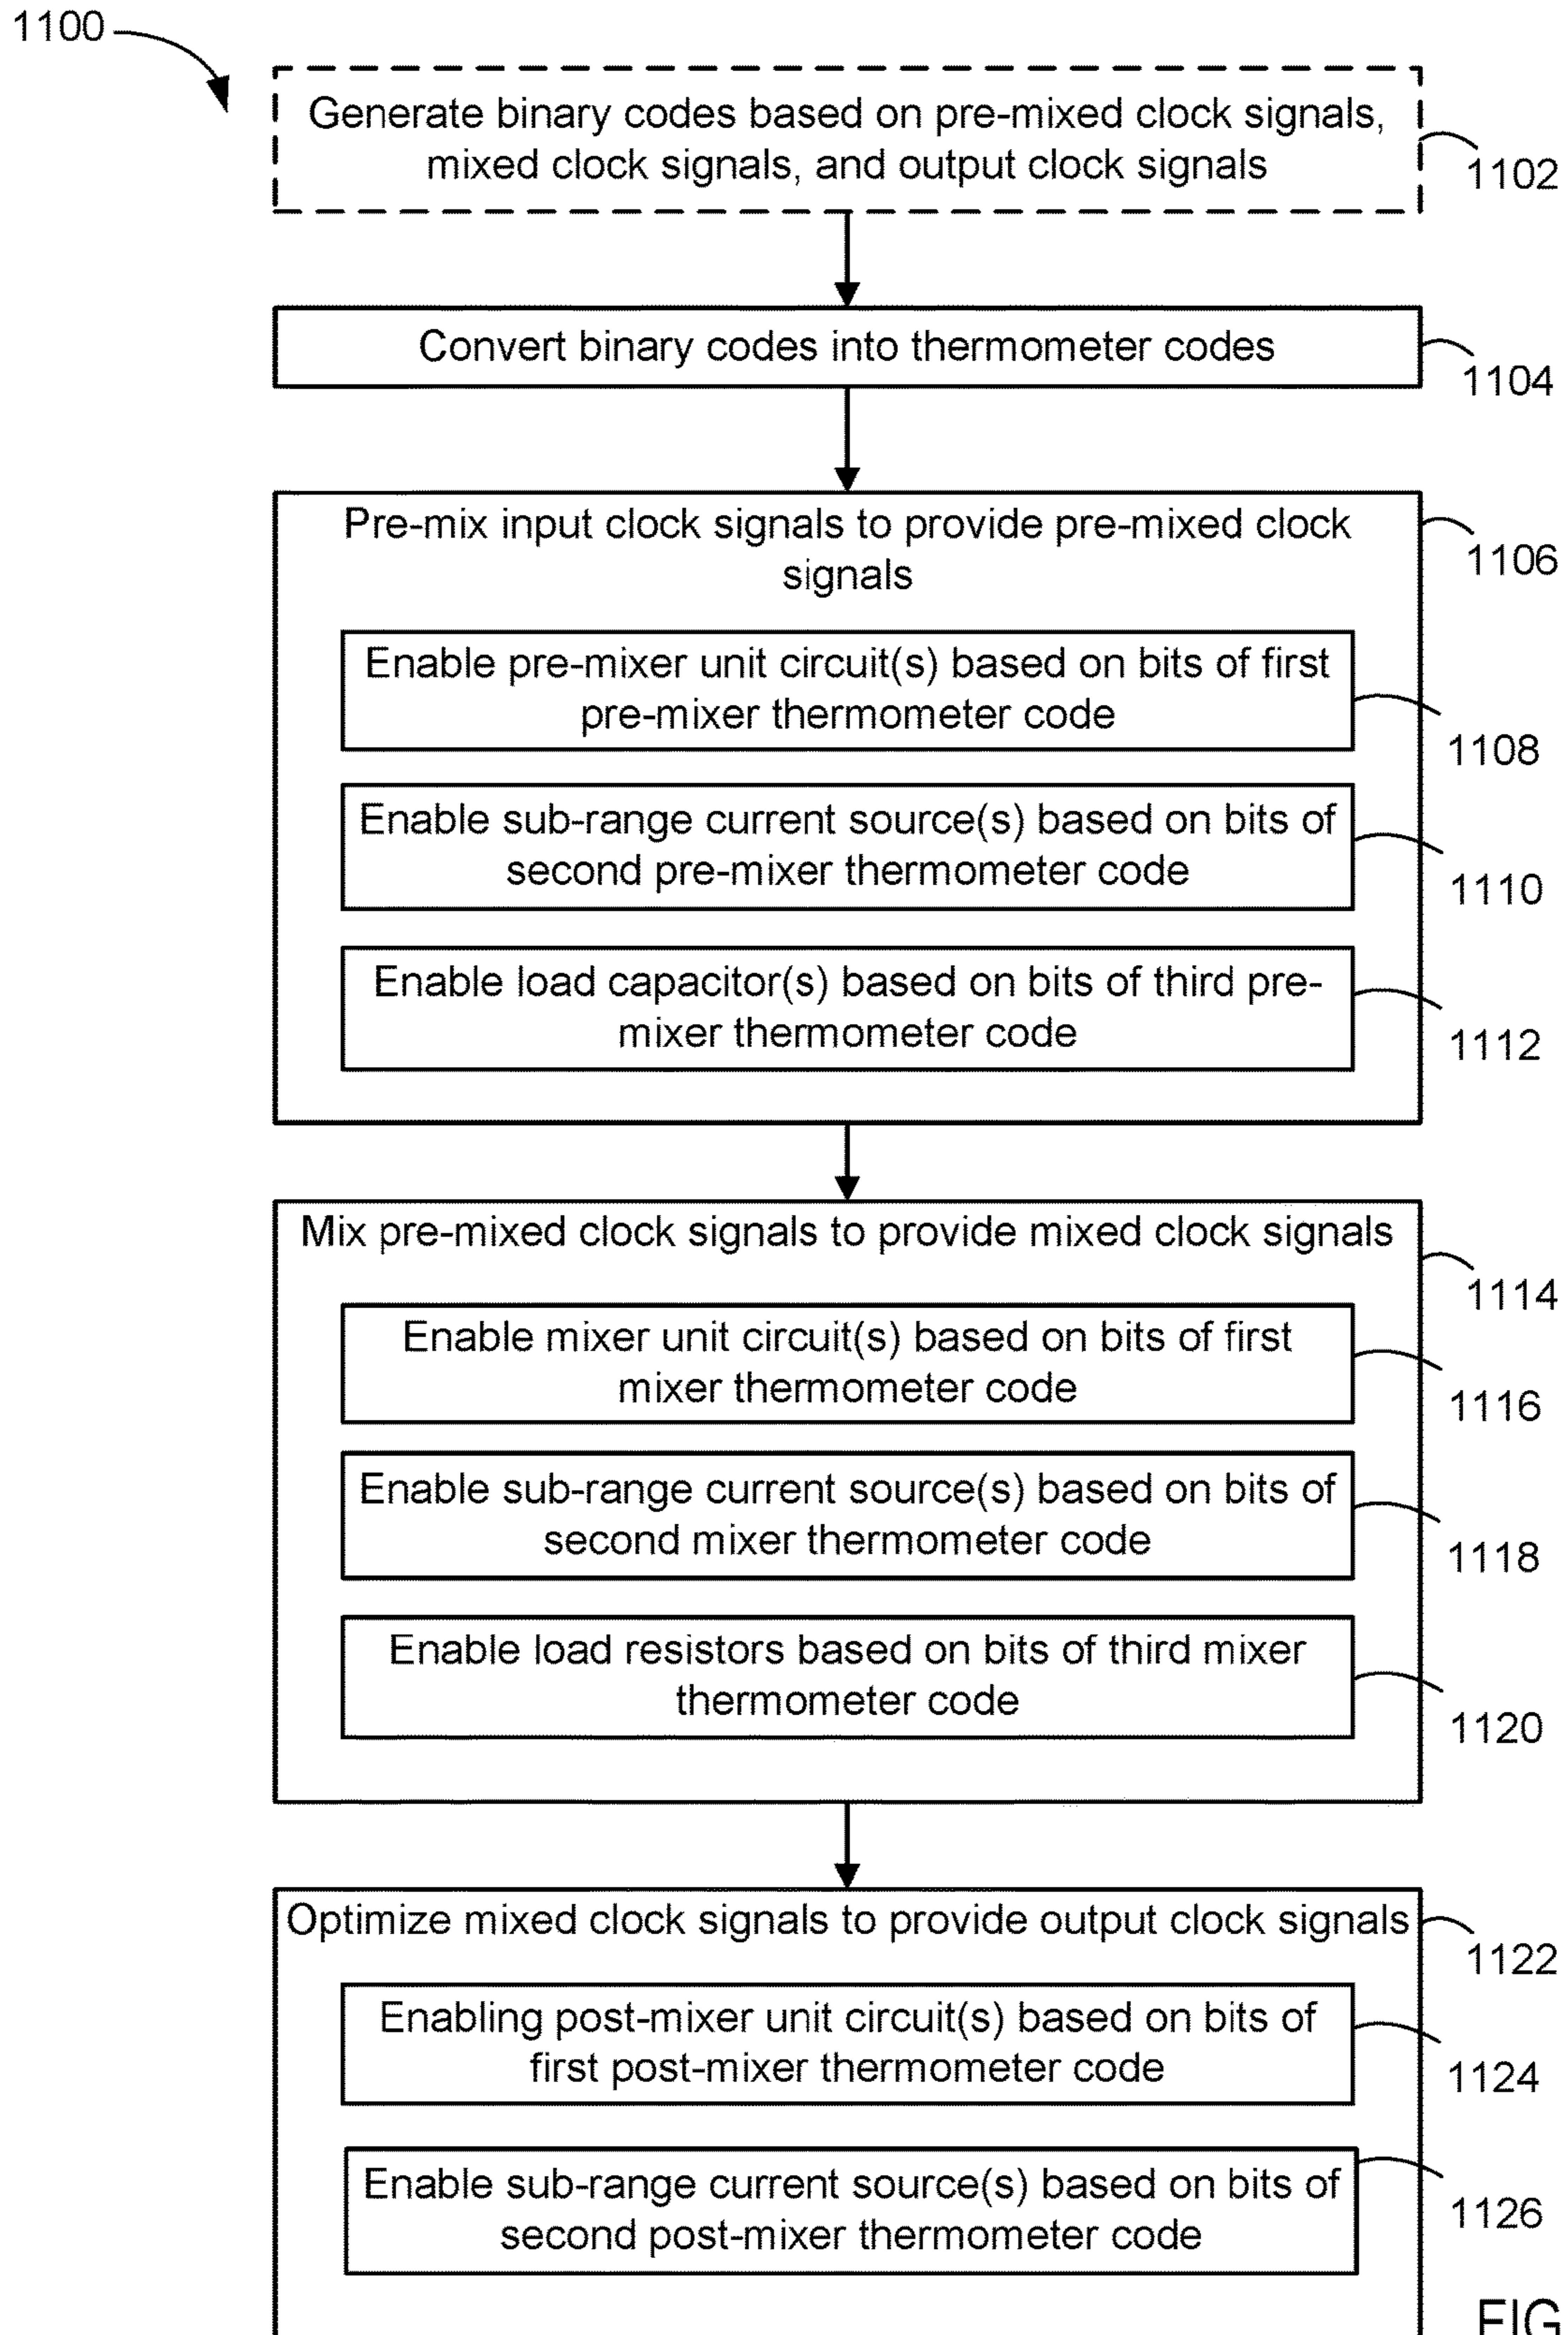 1100
Generate binary codes based on pre-mixed clock signals,
mixed clock signals, and output clock signals
1102
Convert binary codes into thermometer codes
1104
Pre-mix input clock signals to provide pre-mixed clock
signals
1106
Enable pre-mixer unit circuit(s) based on bits of first
pre-mixer thermometer code
1108
Enable sub-range current source(s) based on bits of
second pre-mixer thermometer code
1110
Enable load capacitor(s) based on bits of third pre-
mixer thermometer code
1112
Mix pre-mixed clock signals to provide mixed clock signals
1114
Enable mixer unit circuit(s) based on bits of first
mixer thermometer code
1116
Enable sub-range current source(s) based on bits of
second mixer thermometer code
1118
Enable load resistors based on bits of third mixer
thermometer code
1120
Optimize mixed clock signals to provide output clock signals
1122
Enabling post-mixer unit circuit(s) based on bits of
first post-mixer thermometer code
1124
Enable sub-range current source(s) based on bits of
second post-mixer thermometer code
1126
FIG